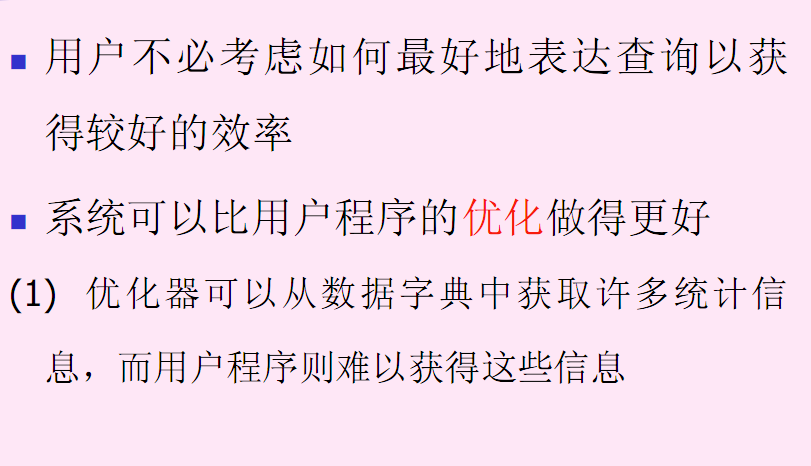 ▪ 用户不必考虑如何最好地表达查询以获
得较好的效率
▪ 系统可以比用户程序的优化做得更好
(1) 优化器可以从数据字典中获取许多统计信
息，而用户程序则难以获得这些信息